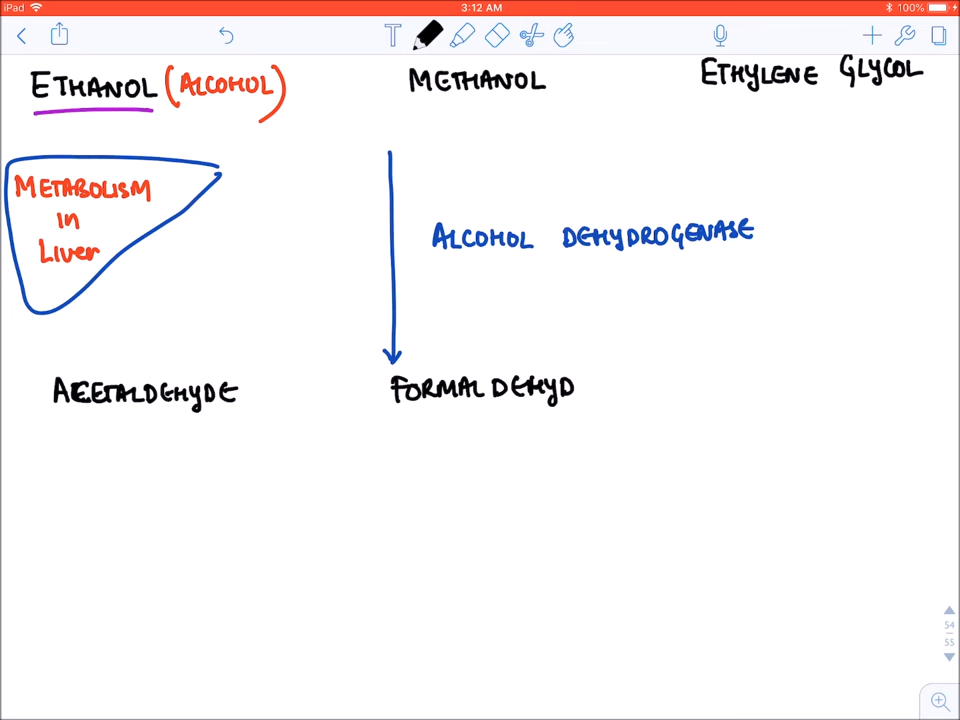 iPad 3:12 AM 100%
T
ETHANOL (ALCOHOL) METHANOL ETHYLENE GLYCOL
METABOLISM
in
Liver
ALCOHOL DEHYDROGENASE
ACETALDEHYDE FORMALDEHYD
54
55